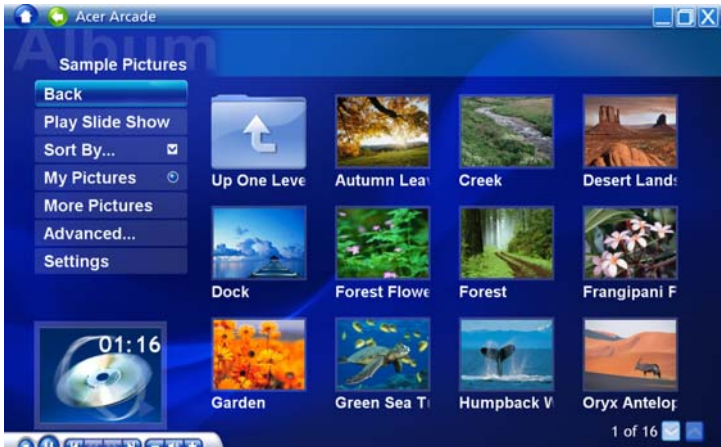 Acer Arcade
Album
Sample Pictures
Back
Play Slide Show
Sort By...
My Pictures
More Pictures
Advanced...
Settings
Up One Leve
Autumn Lea
Creek
Desert Lands
Dock
Forest Flowe
Forest
Frangipani F
Garden
Green Sea T
Humpback W
Oryx Antelop
01:16
1 of 16